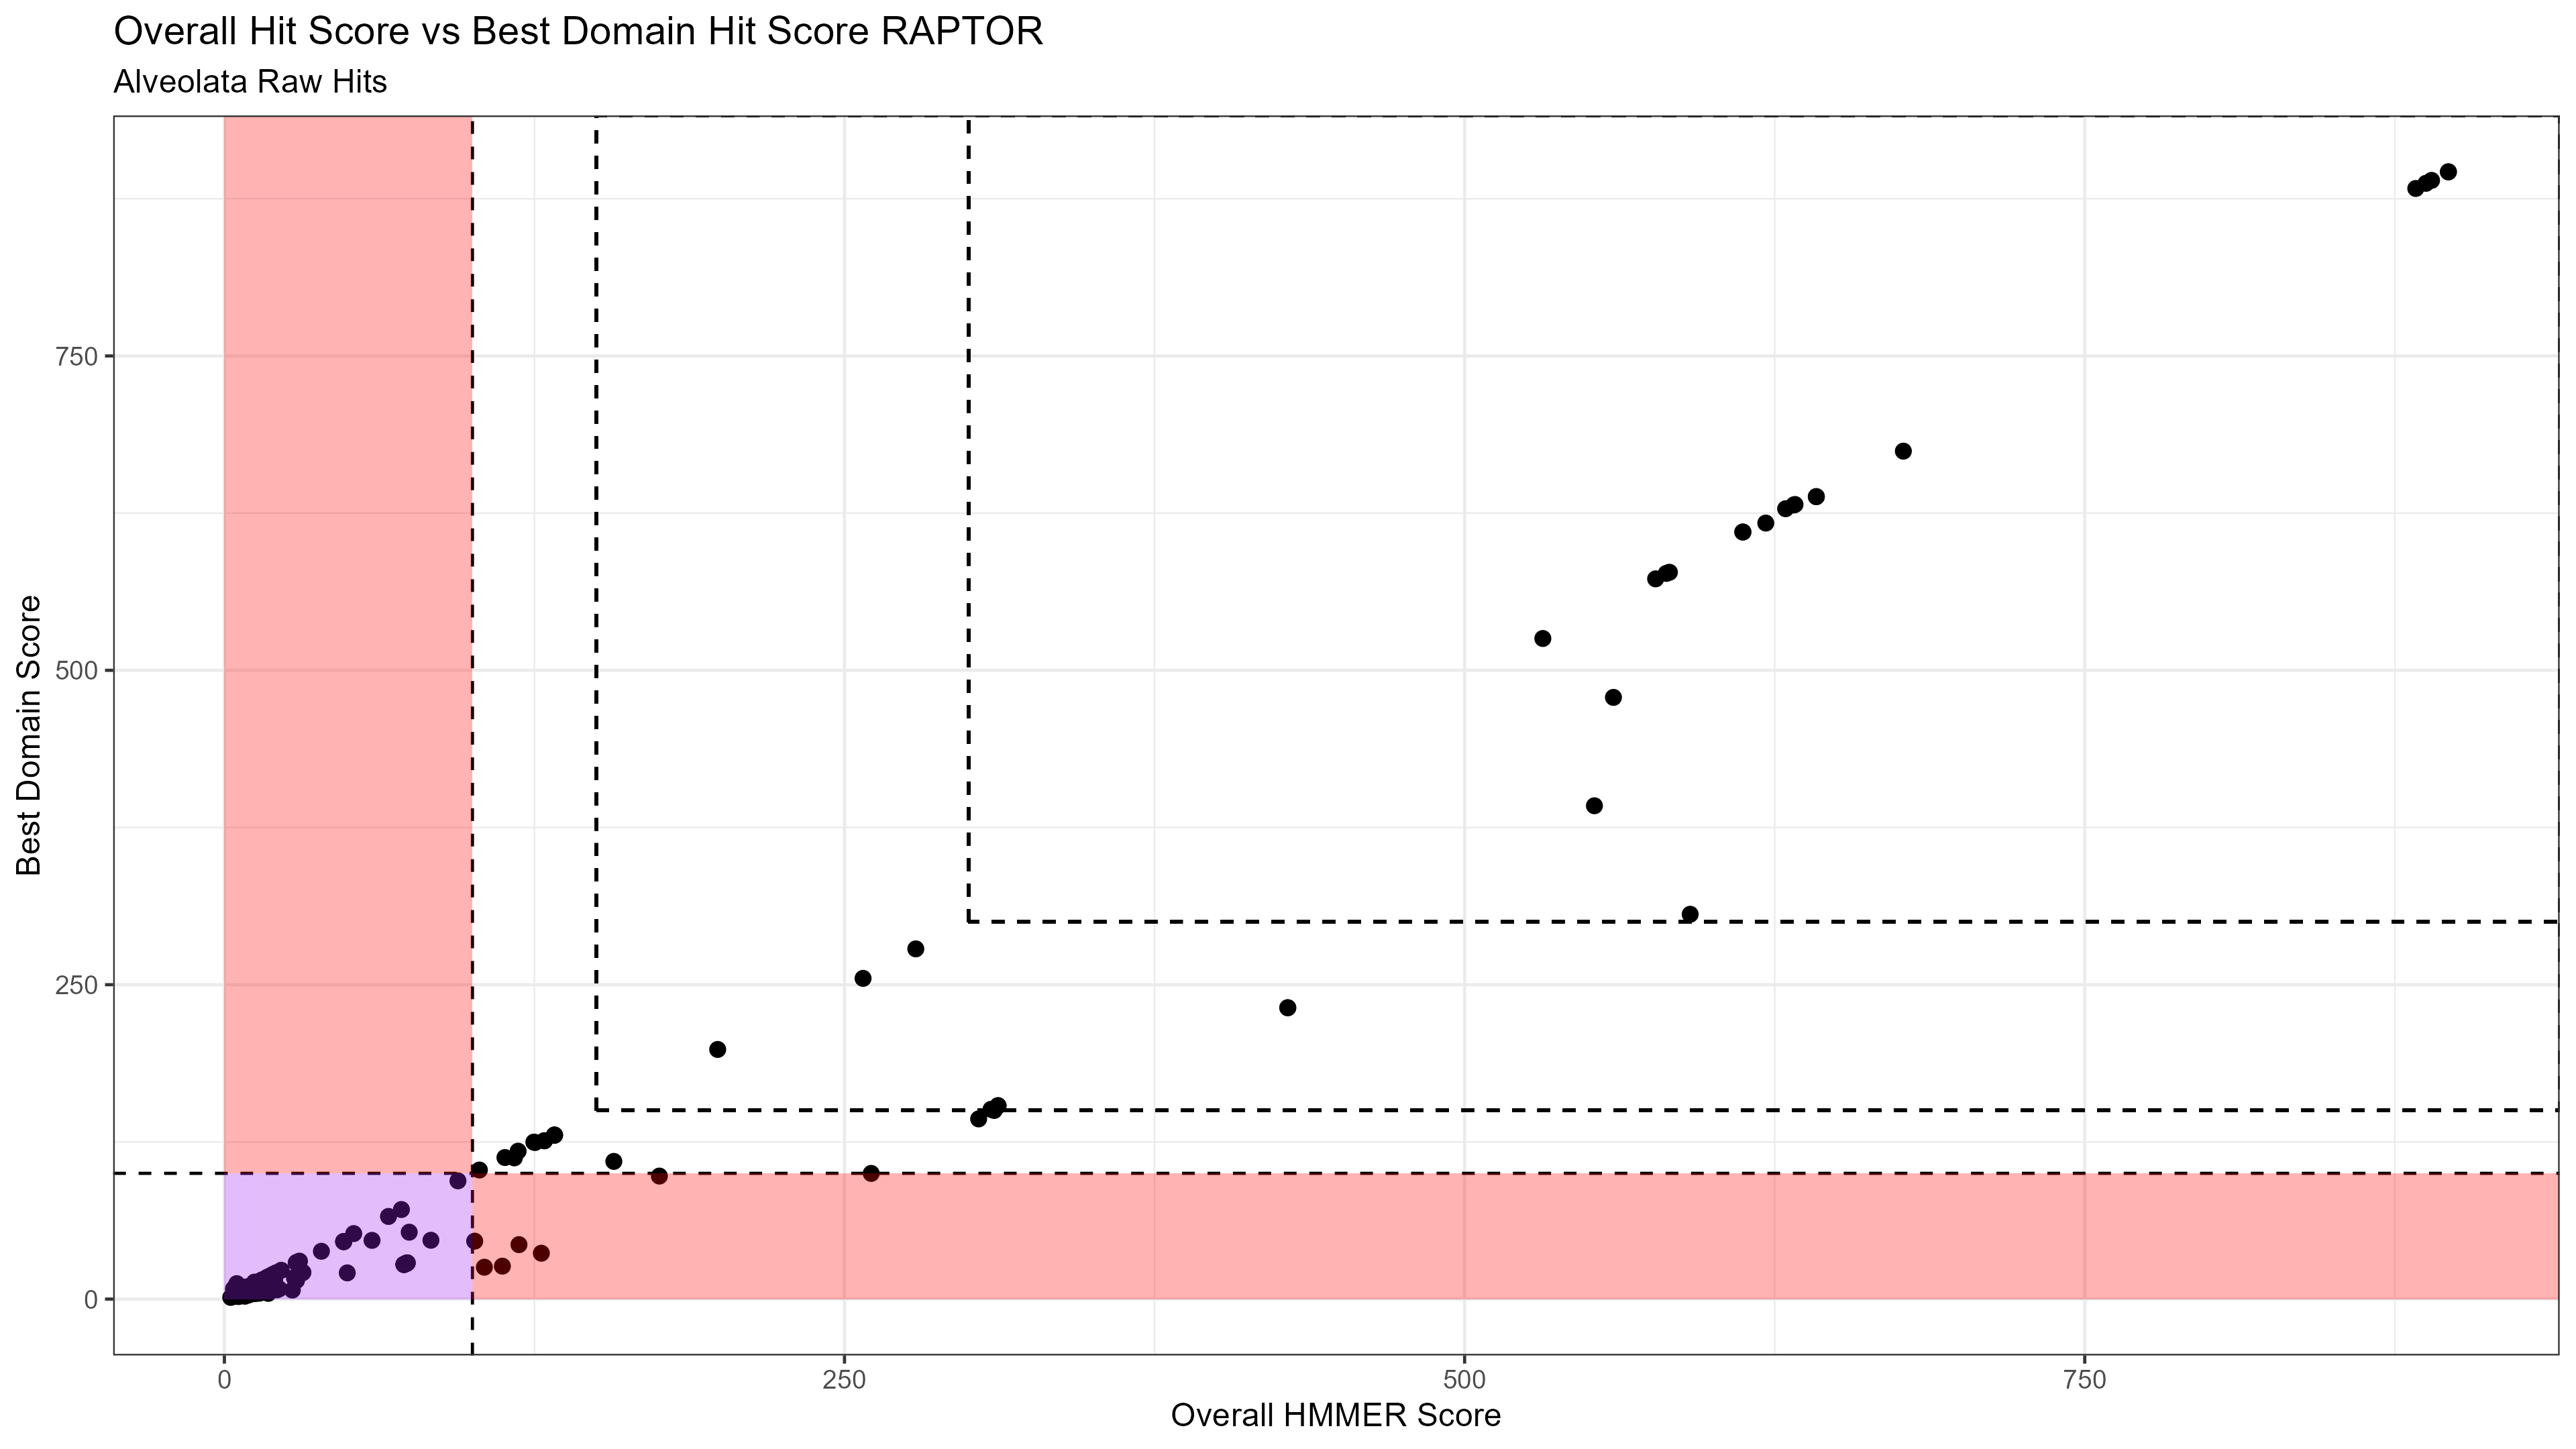 Overall Hit Score vs Best Domain Hit Score RAPTOR
Alveolata Raw Hits
Best Domain Score
750
500
250
0
0 250 500 750
Overall HMMER Score